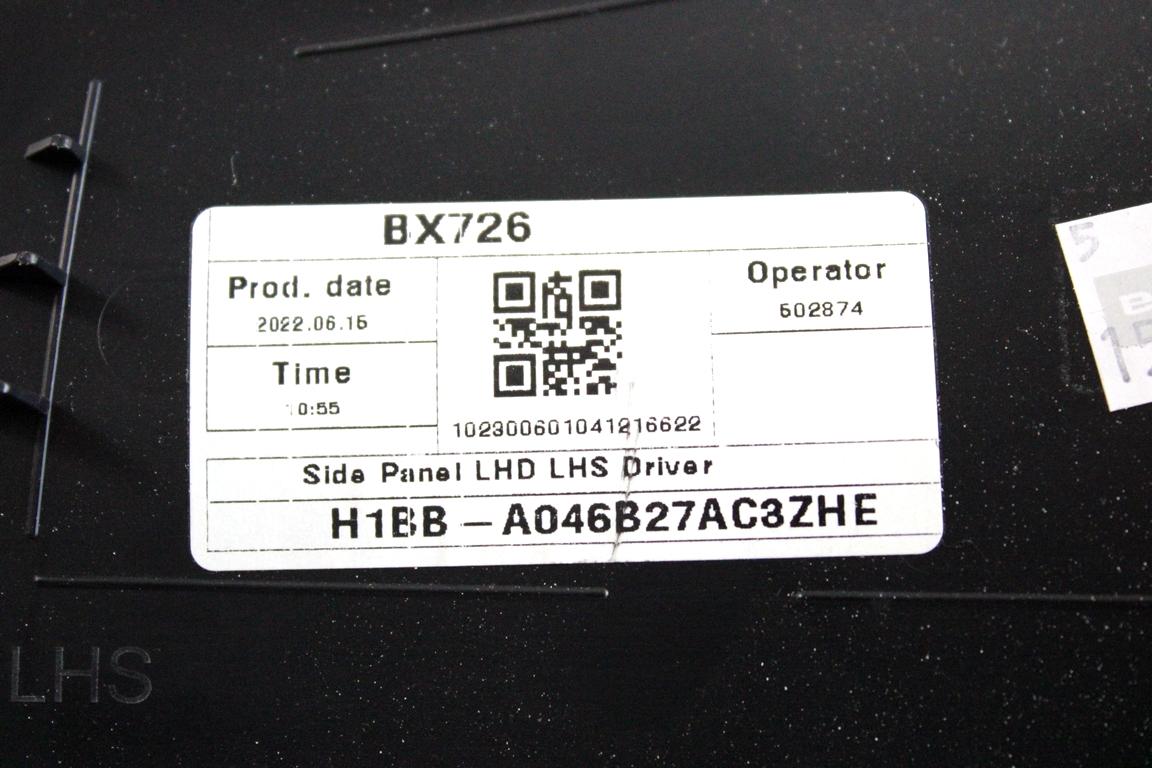 BX726
Prod. date
2022.06.15
Time
10:55
102300601041216622
Operator
502874
Side Panel LHD LHS Driver
H1BB – A046B27AC3ZHE
5
LHS